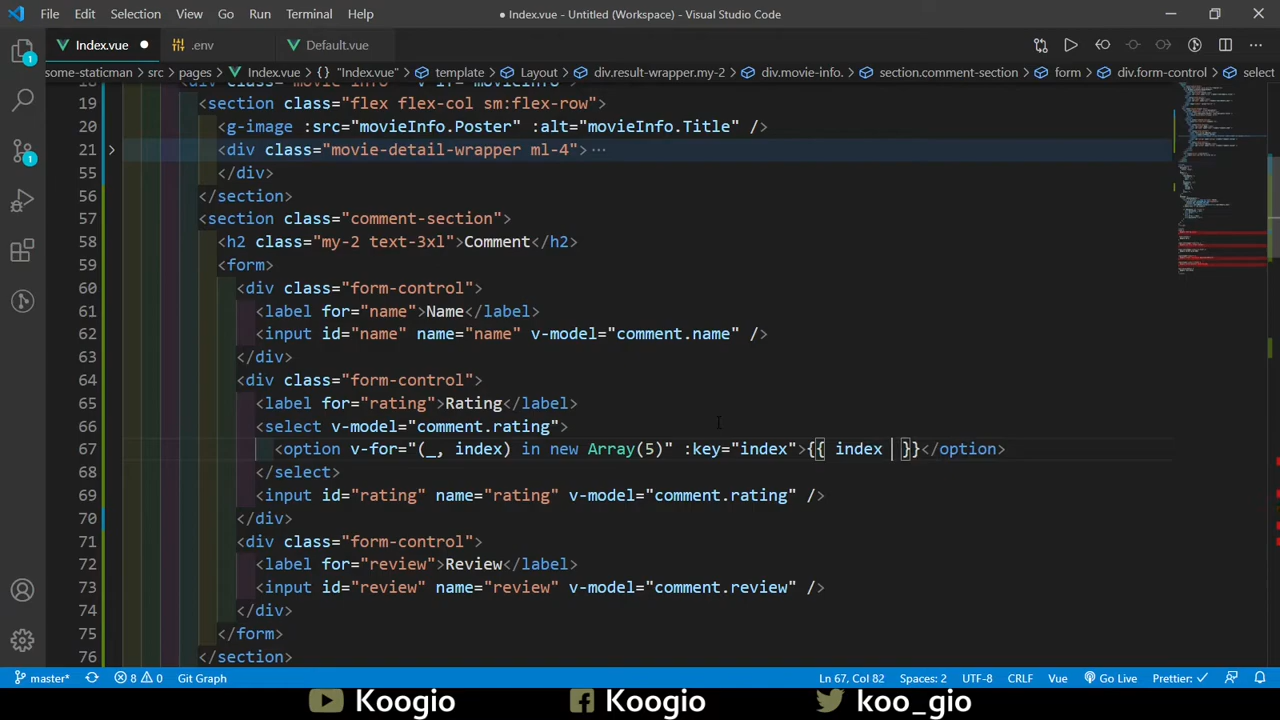 File Edit Selection View Go Run Terminal Help
● Index.vue - Untitled (Workspace) - Visual Studio Code
Index.vue ● .env Default.vue
some-staticman > src > pages > Index.vue > {} "Index.vue" > template > Layout > div.result-wrapper.my-2 > div.movie-info. > section.comment-section > form > div.form-control > select
18 <div class="movie-info" v-if="movieInfo">
19 <section class="flex flex-col sm:flex-row">
20 <g-image :src="movieInfo.Poster" :alt="movieInfo.Title" />
21 <div class="movie-detail-wrapper ml-4"> ···
55 </div>
56 </section>
57 <section class="comment-section">
58 <h2 class="my-2 text-3xl">Comment</h2>
59 <form>
60 <div class="form-control">
61 <label for="name">Name</label>
62 <input id="name" name="name" v-model="comment.name" />
63 </div>
64 <div class="form-control">
65 <label for="rating">Rating</label>
66 <select v-model="comment.rating">
67 <option v-for="(_, index) in new Array(5)" :key="index">{{ index }}</option>
68 </select>
69 <input id="rating" name="rating" v-model="comment.rating" />
70 </div>
71 <div class="form-control">
72 <label for="review">Review</label>
73 <input id="review" name="review" v-model="comment.review" />
74 </div>
75 </form>
76 </section>
1
1
master* 8 0 Git Graph Ln 67, Col 82 Spaces: 2 UTF-8 CRLF Vue Go Live Prettier: ✓
Koogio Koogio koo_gio